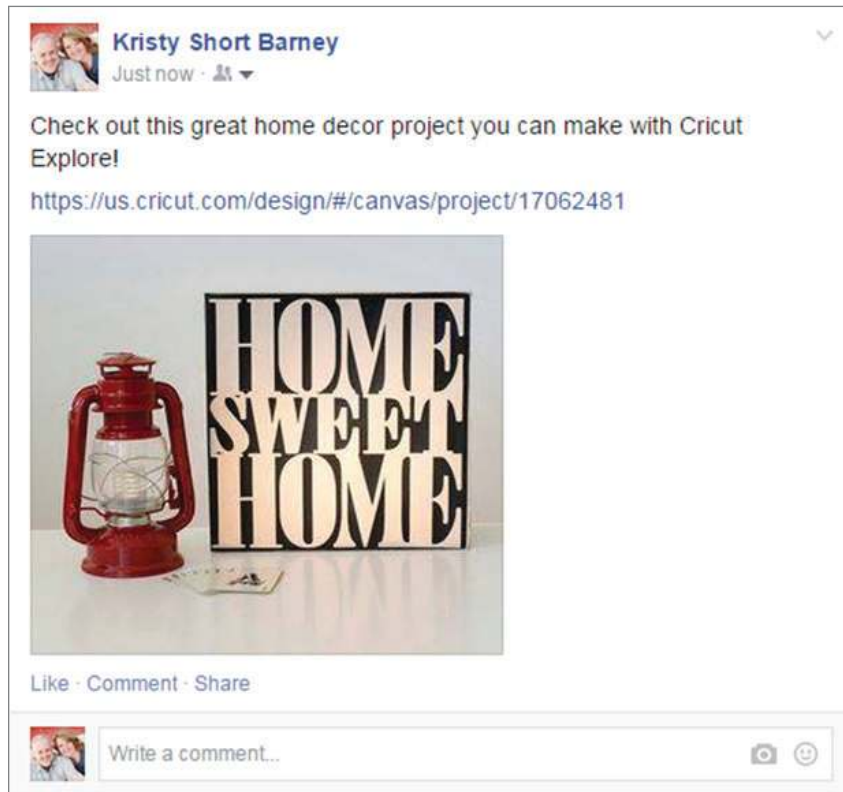 Kristy Short Barney
Just now ·
Check out this great home decor project you can make with Cricut
Explore!
https://us.cricut.com/design/#/canvas/project/17062481
HOME
SWEET
HOME
Like · Comment · Share
Write a comment...